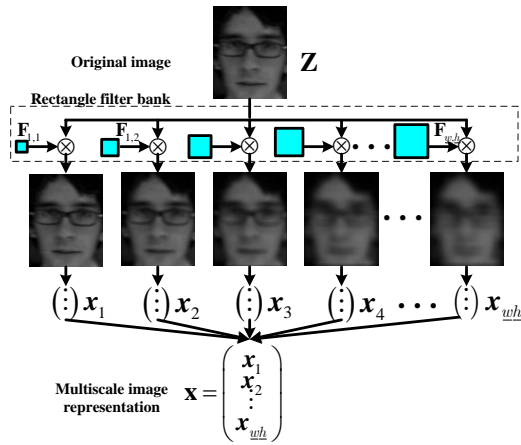 Original image
Z
Rectangle filter bank
F1,1
F1,2
Fw,h
x1 x2 x3 x4 xwh
Multiscale image
representation
x =
x1
x2
⋮
xwh